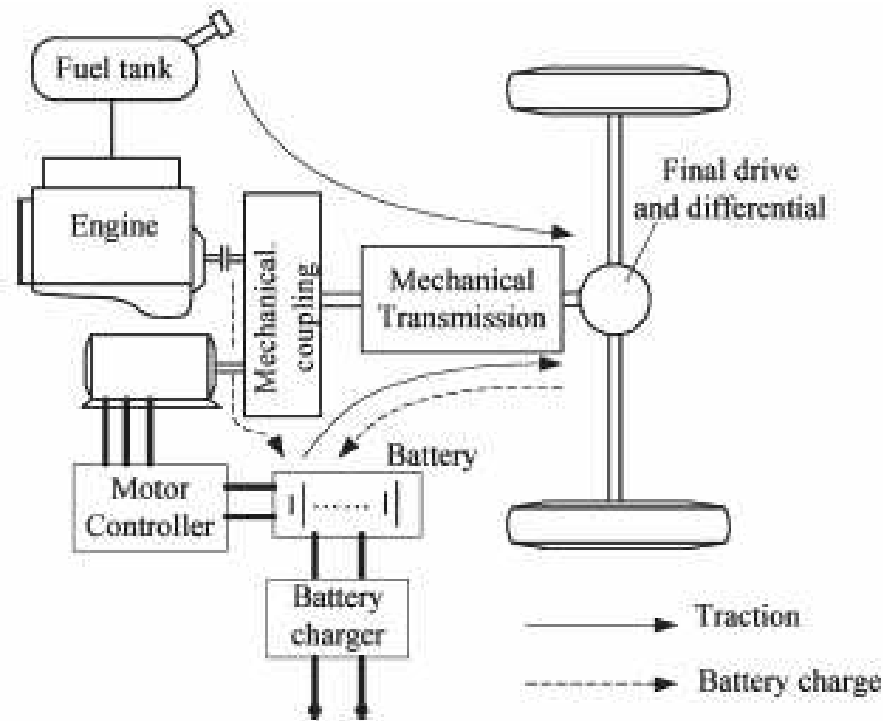 Fuel tank
Engine
Mechanical
coupling
Mechanical
Transmission
Final drive
and differential
Battery
Motor
Controller
Battery
charger
Traction
Battery charge